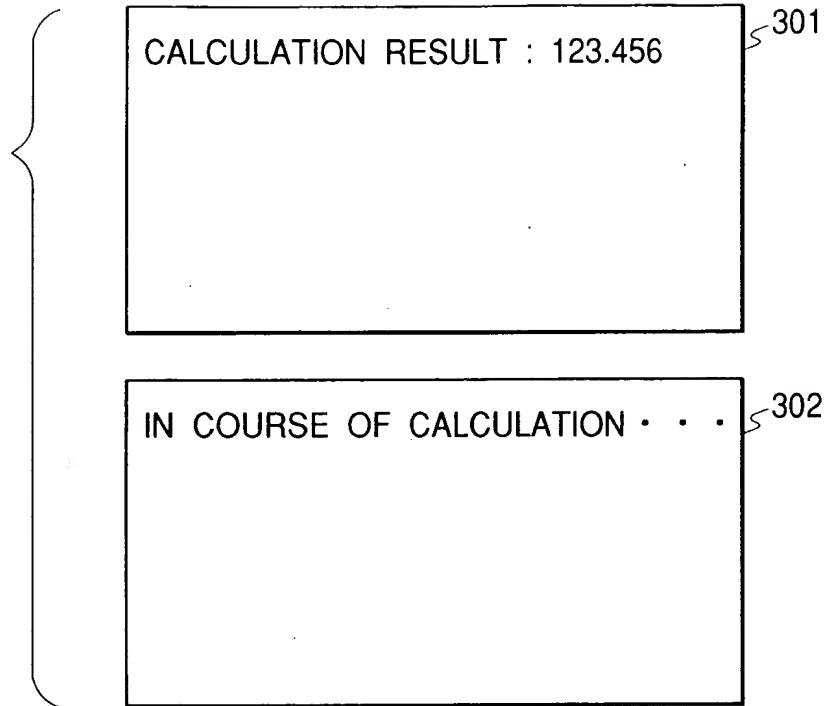 CALCULATION RESULT : 123.456
301
IN COURSE OF CALCULATION · · ·
302